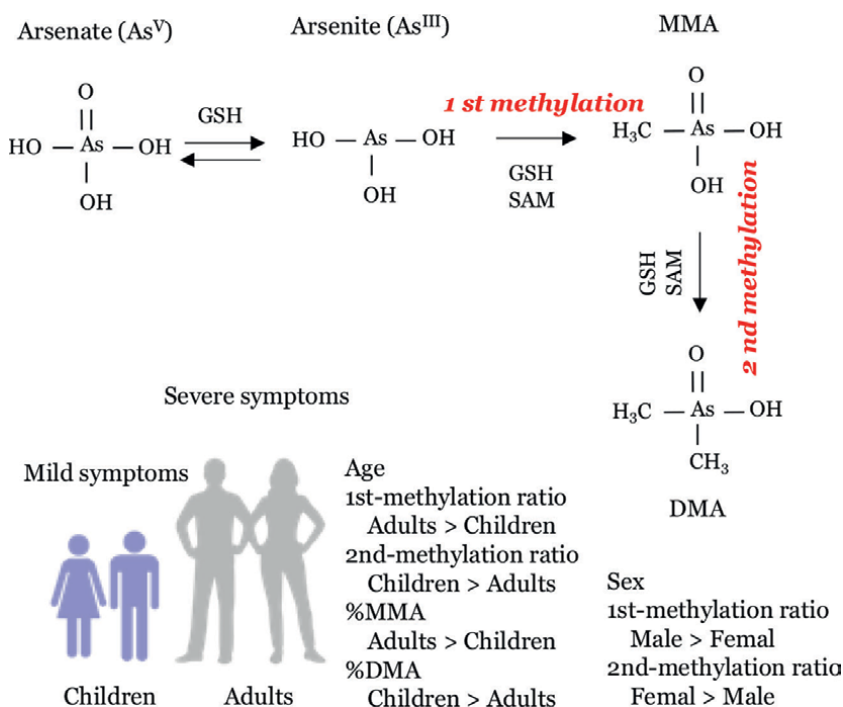 Arsenate (As^V)
Arsenite (As^III)
MMA
O
HO — As — OH
OH
GSH
HO — As — OH
OH
1 st methylation
GSH
SAM
O
H₃C — As — OH
OH
GSH
SAM
2 nd methylation
O
H₃C — As — OH
CH₃
DMA
Severe symptoms
Mild symptoms
Children
Adults
Age
1st-methylation ratio
Adults > Children
2nd-methylation ratio
Children > Adults
%MMA
Adults > Children
%DMA
Children > Adults
Sex
1st-methylation ratio
Male > Femal
2nd-methylation ratio
Femal > Male